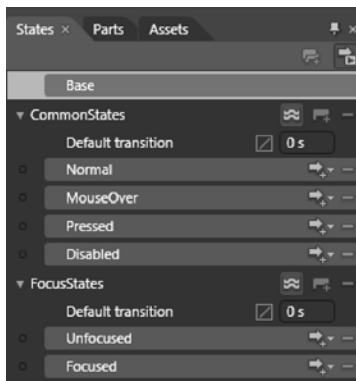 States × Parts Assets
Base
CommonStates
Default transition 0 s
Normal
MouseOver
Pressed
Disabled
FocusStates
Default transition 0 s
Unfocused
Focused